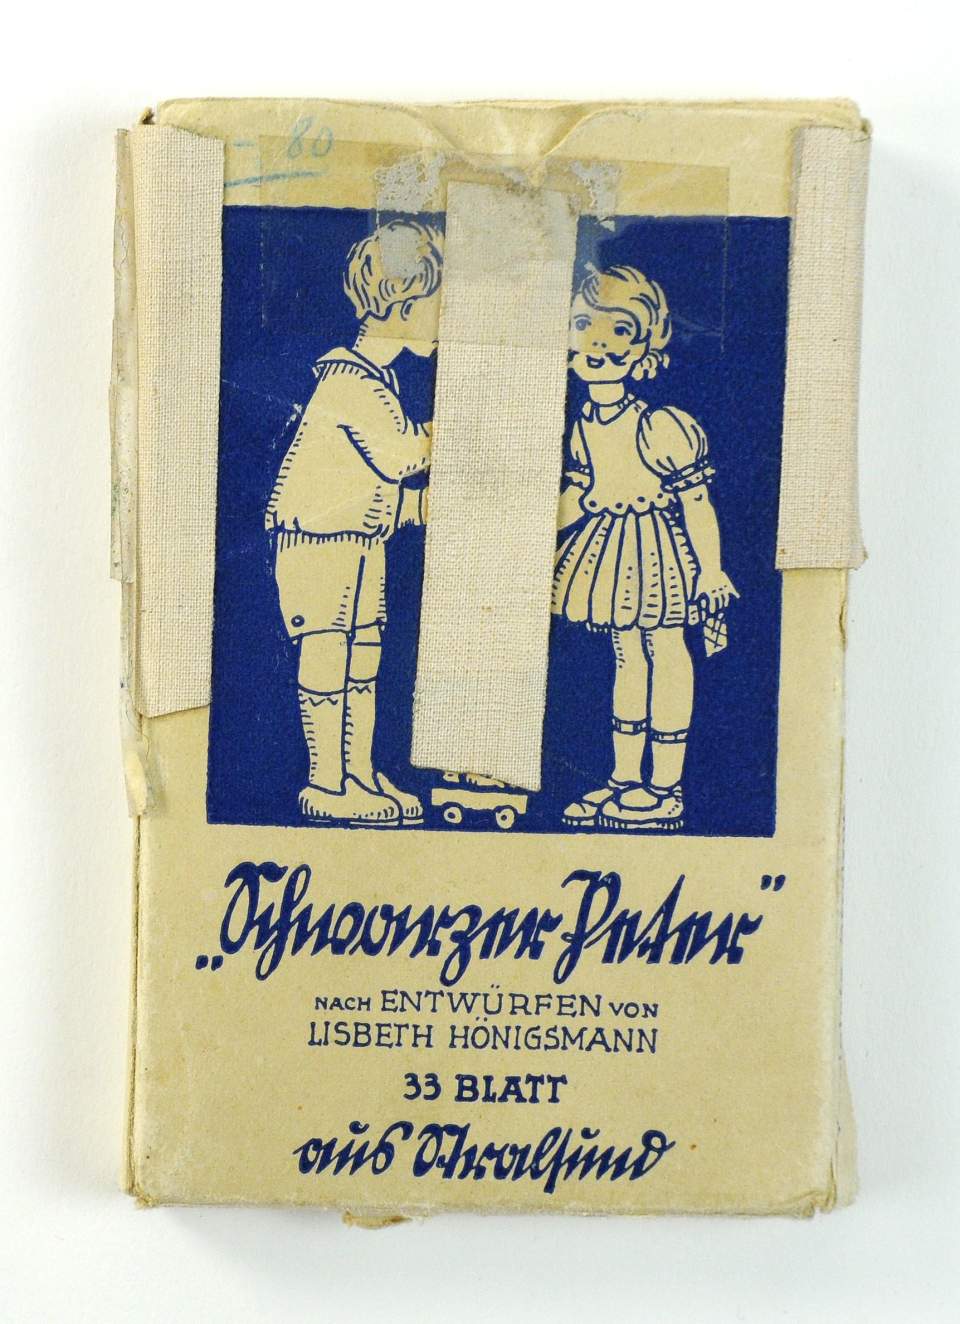 - 80
„Schwarzer Peter"
NACH ENTWÜRFEN VON
LISBETH HÖNIGSMANN
33 BLATT
aus Stralsund